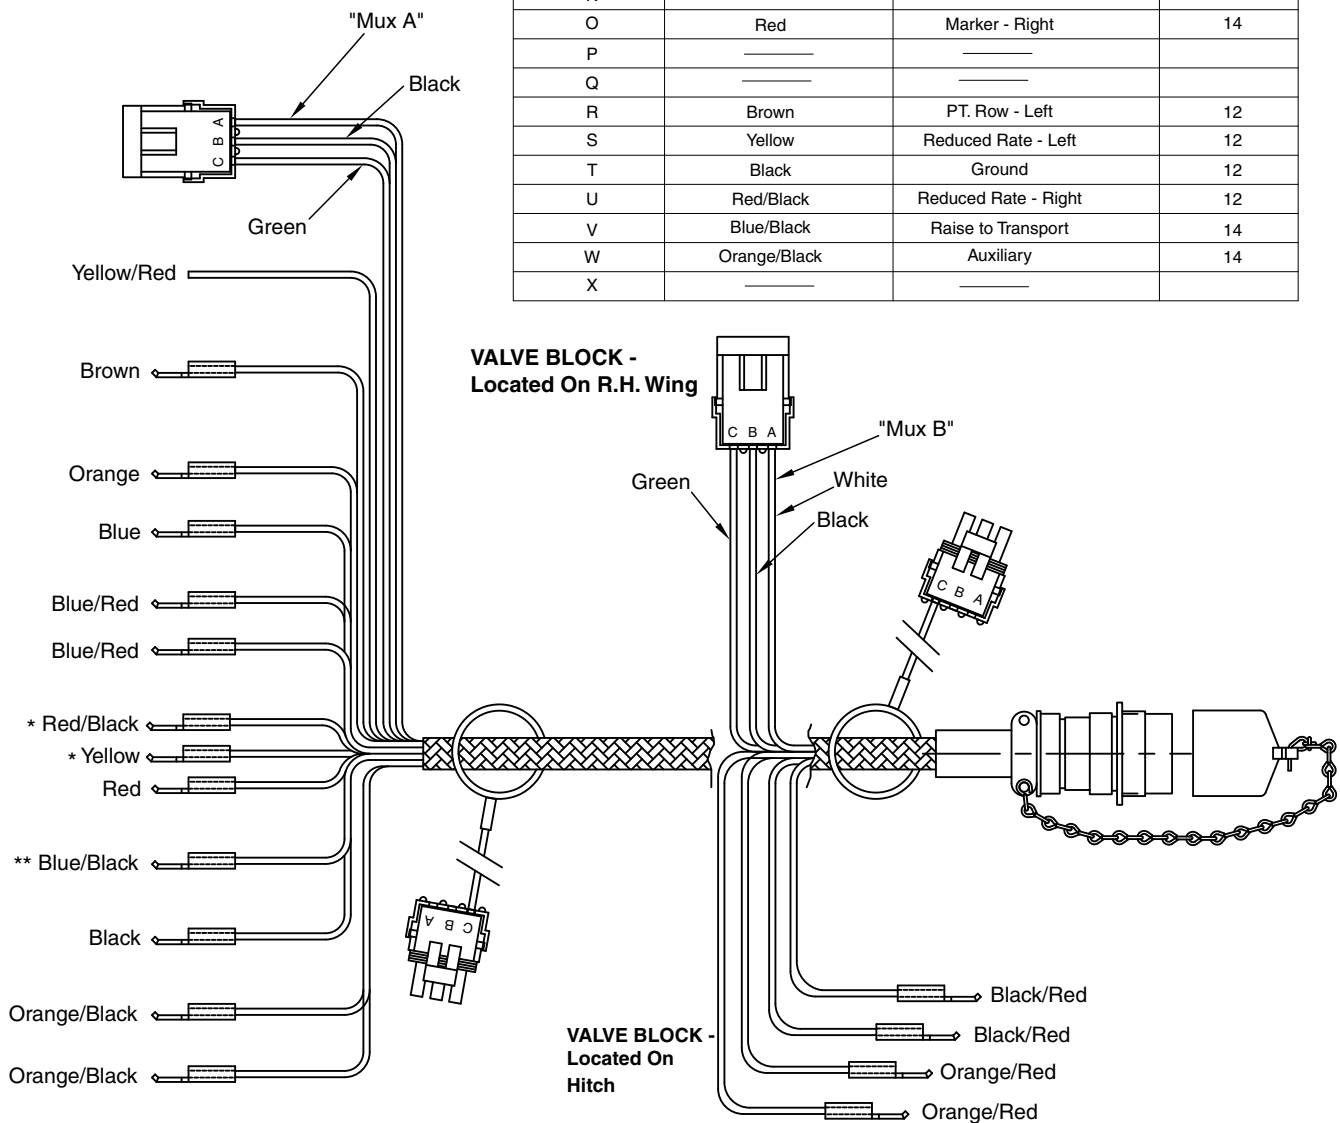 O Red Marker - Right 14
P
Q
R Brown PT. Row - Left 12
S Yellow Reduced Rate - Left 12
T Black Ground 12
U Red/Black Reduced Rate - Right 12
V Blue/Black Raise to Transport 14
W Orange/Black Auxiliary 14
X
"Mux A"
Black
A
B
C
Green
Yellow/Red
Brown
Orange
Blue
Blue/Red
Blue/Red
* Red/Black
* Yellow
Red
** Blue/Black
Black
Orange/Black
Orange/Black
VALVE BLOCK -
Located On R.H. Wing
C B A
"Mux B"
Green
White
Black
C B A
C B A
VALVE BLOCK -
Located On
Hitch
Black/Red
Black/Red
Orange/Red
Orange/Red